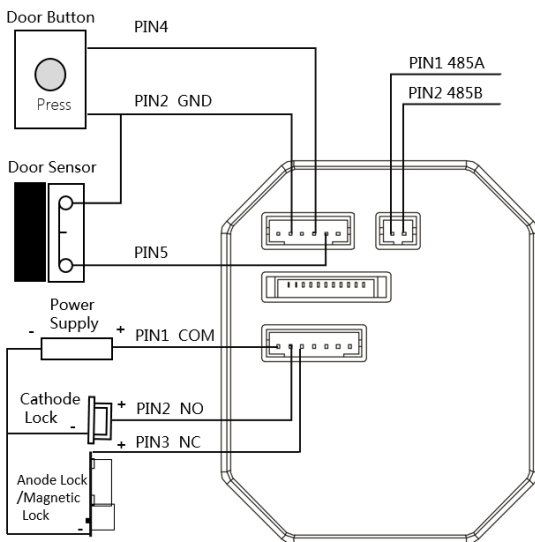 Door Button
PIN4
Press
PIN2 GND
PIN1 485A
PIN2 485B
Door Sensor
PIN5
Power
Supply
- +
PIN1 COM
Cathode
Lock
+
-
PIN2 NO
+
PIN3 NC
Anode Lock
/Magnetic
Lock
-